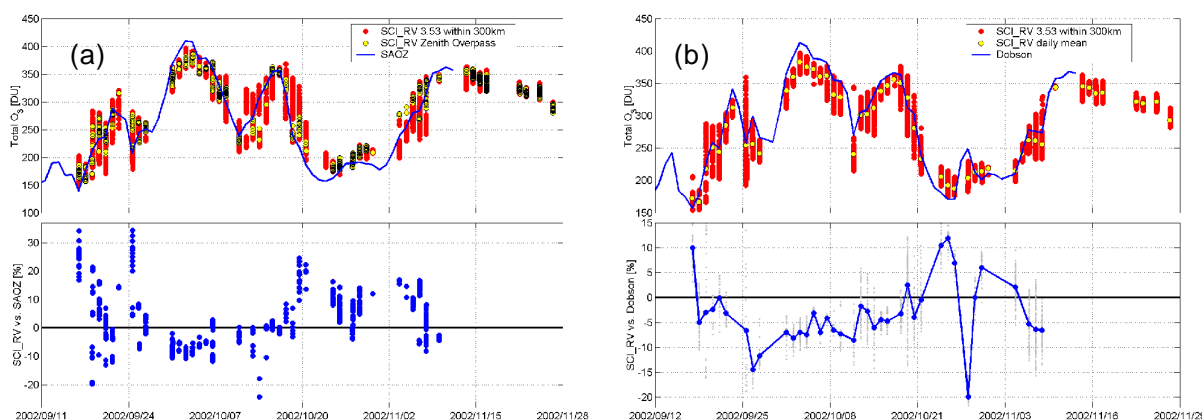 (a)
SCI_RV 3.53 within 300km
SCI_RV Zenith Overpass
SAOZ
Total O3 [DU]
450
400
350
300
250
200
150
100
SCI_RV vs. SAOZ [%]
30
20
10
0
-10
-20
2002/09/11 2002/09/24 2002/10/07 2002/10/20 2002/11/02 2002/11/15 2002/11/28
(b)
SCI_RV 3.53 within 300km
SCI_RV daily mean
Dobson
Total O3 [DU]
450
400
350
300
250
200
150
SCI_RV vs. Dobson [%]
15
10
5
0
-5
-10
-15
-20
2002/09/12 2002/09/25 2002/10/08 2002/10/21 2002/11/03 2002/11/16 2002/11/29